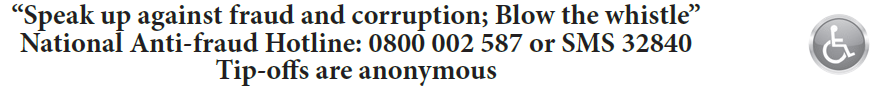 “Speak up against fraud and corruption; Blow the whistle”
National Anti-fraud Hotline: 0800 002 587 or SMS 32840
Tip-offs are anonymous